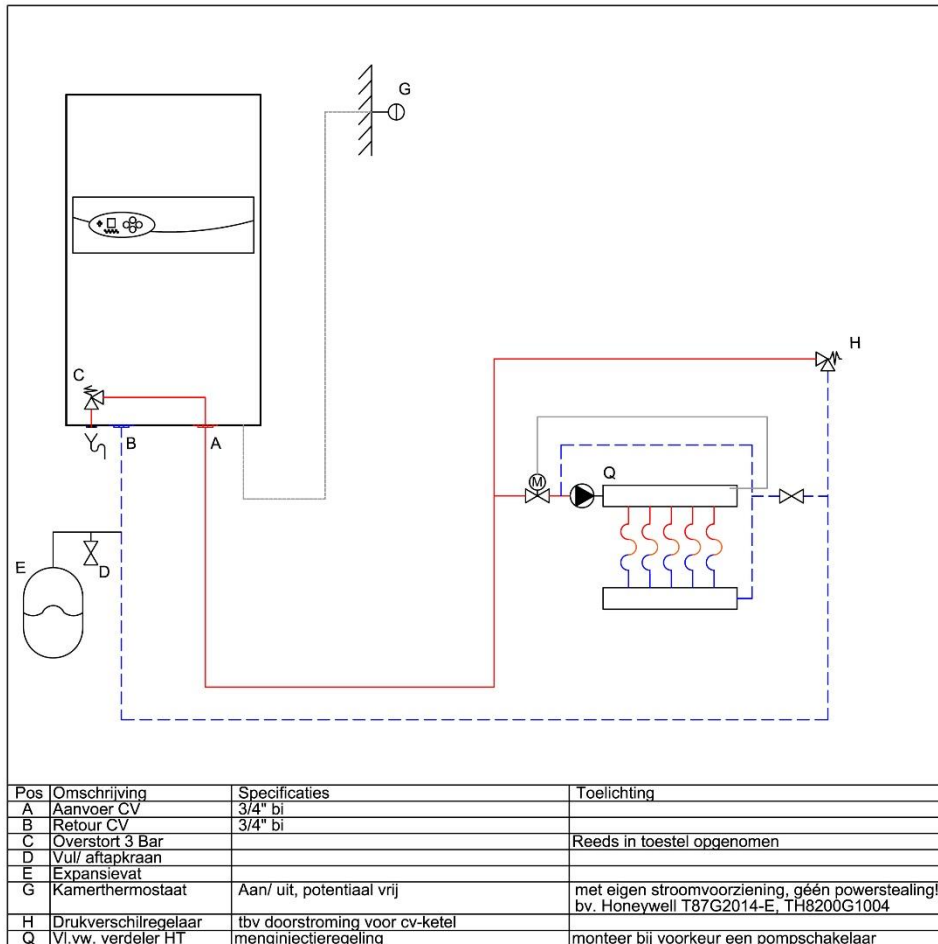 G
C
B
A
H
M
Q
E
D
Pos Omschrijving Specificaties Toelichting
A Aanvoer CV 3/4" bi
B Retour CV 3/4" bi
C Overstort 3 Bar Reeds in toestel opgenomen
D Vul/ aftapkraan
E Expansievat
G Kamerthermostaat Aan/ uit, potentiaal vrij met eigen stroomvoorziening, géén powerstealing!
bv. Honeywell T87G2014-E, TH8200G1004
H Drukverschilregelaar tbv doorstroming voor cv-ketel
Q Vl.vw. verdeler HT menginjectieregeling monteer bij voorkeur een pompschakelaar